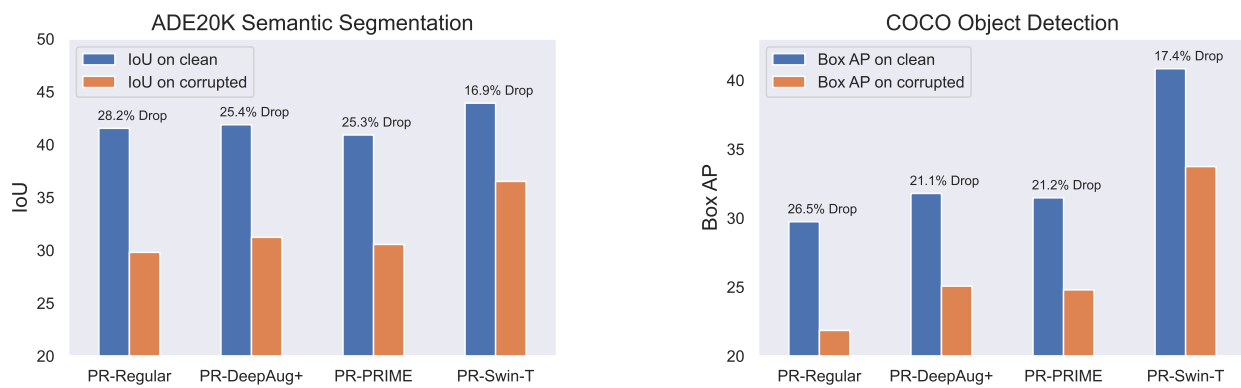 ADE20K Semantic Segmentation
50
45
40
35
30
25
20
IoU
IoU on clean
IoU on corrupted
28.2% Drop
25.4% Drop
25.3% Drop
16.9% Drop
PR-Regular
PR-DeepAug+
PR-PRIME
PR-Swin-T
COCO Object Detection
40
35
30
25
20
Box AP
Box AP on clean
Box AP on corrupted
26.5% Drop
21.1% Drop
21.2% Drop
17.4% Drop
PR-Regular
PR-DeepAug+
PR-PRIME
PR-Swin-T